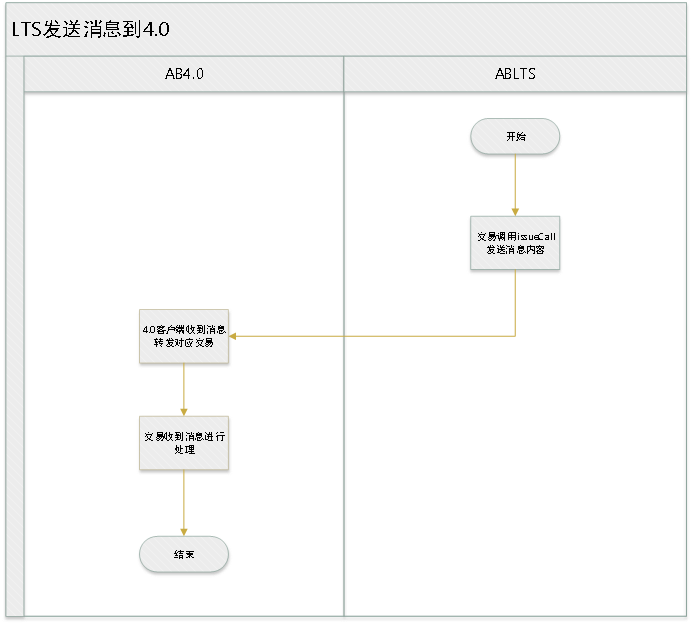 LTS发送消息到4.0
AB4.0
ABLTS
开始
交易调用issueCall
发送消息内容
4.0客户端收到消息
转发对应交易
交易收到消息进行
处理
结束